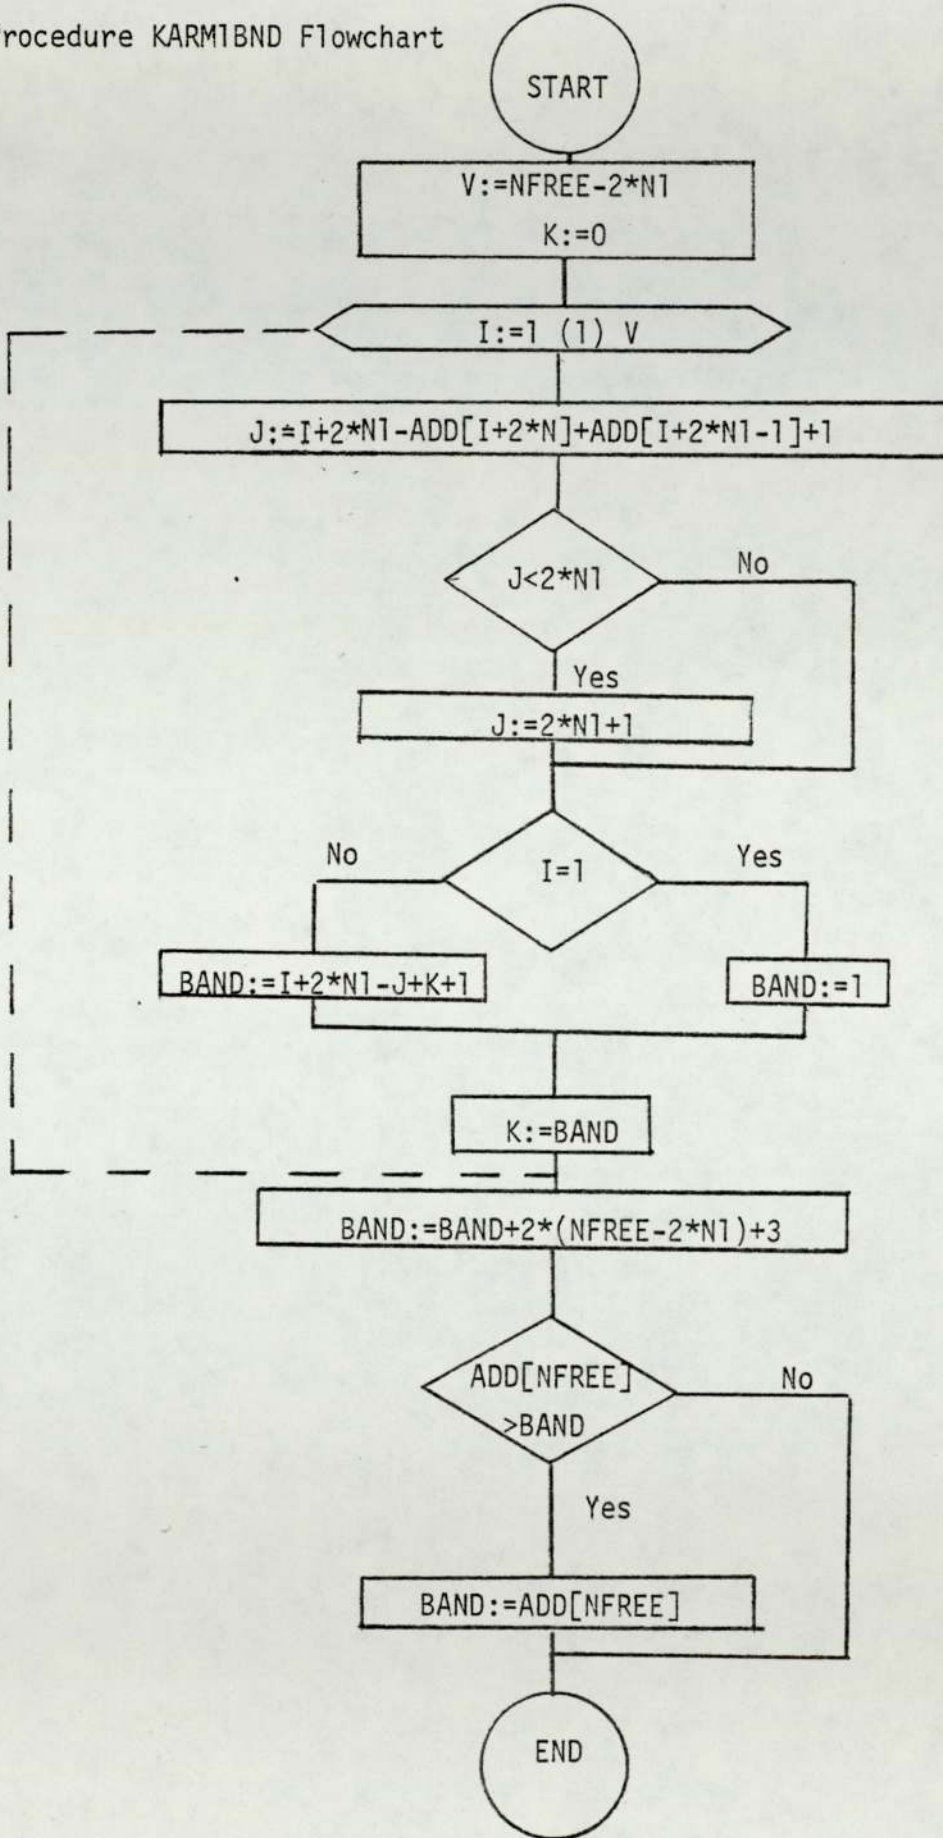 rocedure KARM1BND Flowchart
START
V:=NFREE-2*N1
K:=0
I:=1 (1) V
J:=I+2*N1-ADD[I+2*N]+ADD[I+2*N1-1]+1
J<2*N1
No
Yes
J:=2*N1+1
No
I=1
Yes
BAND:=I+2*N1-J+K+1
BAND:=1
K:=BAND
BAND:=BAND+2*(NFREE-2*N1)+3
ADD[NFREE]
>BAND
No
Yes
BAND:=ADD[NFREE]
END